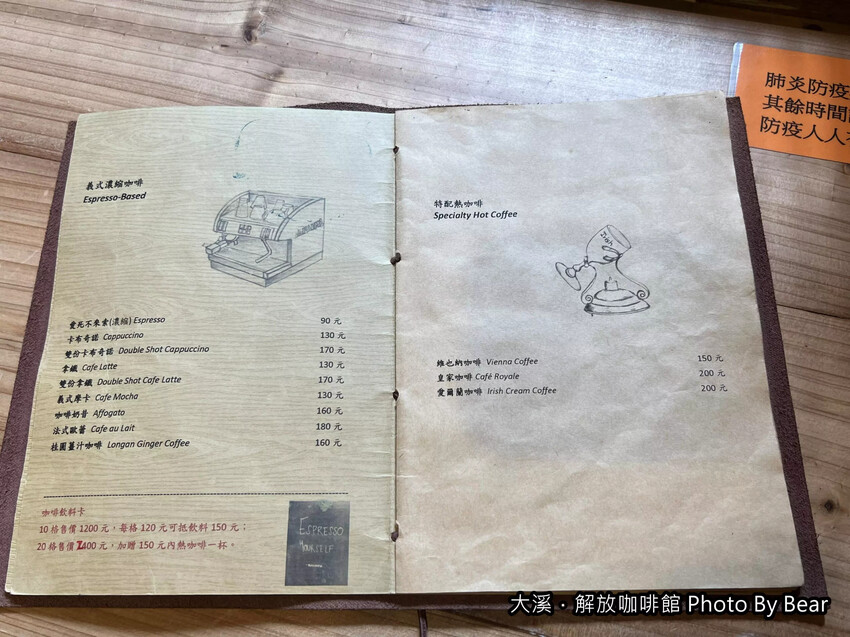 肺炎防疫
其餘時間
防疫人人
義式濃縮咖啡
Espresso-Based
愛死不來索(濃縮) Espresso 90 元
卡布奇諾 Cappuccino 130 元
雙份卡布奇諾 Double Shot Cappuccino 170 元
拿鐵 Cafe Latte 130 元
雙份拿鐵 Double Shot Cafe Latte 170 元
義式摩卡 Cafe Mocha 130 元
咖啡奶昔 Affogato 160 元
法式歐蕾 Cafe au Lait 180 元
桂圓薑汁咖啡 Longan Ginger Coffee 160 元
咖啡飲料卡
10 格售價 1200 元，每格 120 元可抵飲料 150 元；
20 格售價 2400 元，加贈 150 元內熱咖啡一杯。
ESPRESSO
YOURSELF
特配熱咖啡
Specialty Hot Coffee
維也納咖啡 Vienna Coffee 150 元
皇家咖啡 Café Royale 200 元
愛爾蘭咖啡 Irish Cream Coffee 200 元
大溪・解放咖啡館 Photo By Bear